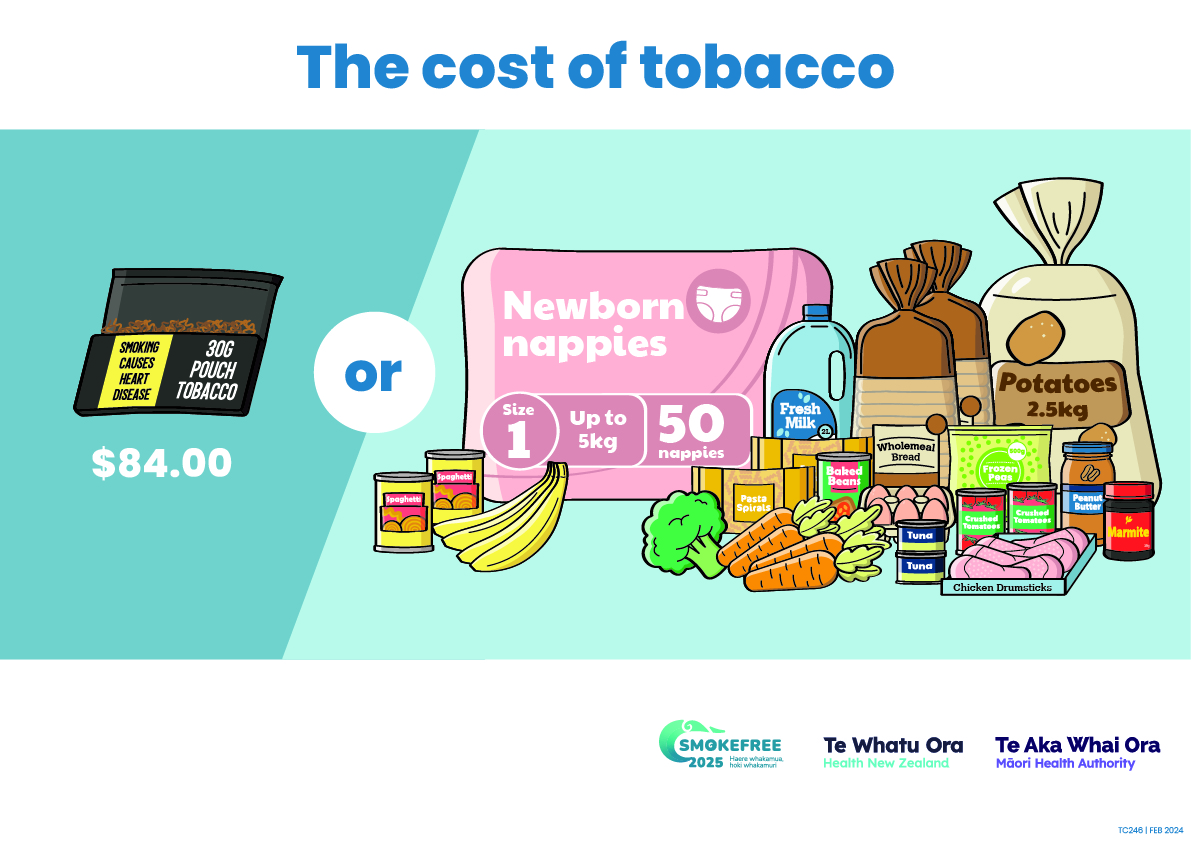 The cost of tobacco
SMOKING
CAUSES
HEART
DISEASE
30G
POUCH
TOBACCO
$84.00
or
Newborn
nappies
Size
1
Up to
5kg
50
nappies
Spaghetti
Spaghetti
Fresh
Milk
2L
Potatoes
2.5kg
Wholemeal
Bread
Frozen
Peas
Baked
Beans
Pasta
Spirals
Crushed
Tomatoes
Crushed
Tomatoes
Peanut
Butter
Marmite
Tuna
Tuna
Chicken Drumsticks
SMOKEFREE
2025
Haere whakamua,
hoki whakamuri
Te Whatu Ora
Health New Zealand
Te Aka Whai Ora
Māori Health Authority
TC246 | FEB 2024